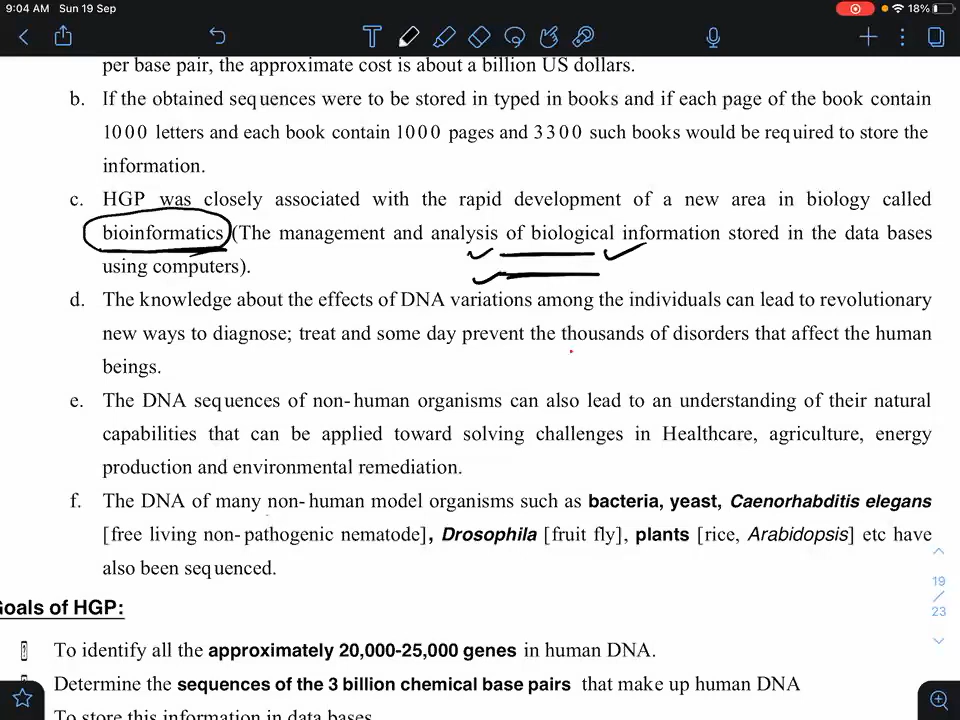 9:04 AM Sun 19 Sep
18%
per base pair, the approximate cost is about a billion US dollars.
b. If the obtained sequences were to be stored in typed in books and if each page of the book contain
1000 letters and each book contain 1000 pages and 3300 such books would be required to store the
information.
c. HGP was closely associated with the rapid development of a new area in biology called
bioinformatics (The management and analysis of biological information stored in the data bases
using computers).
d. The knowledge about the effects of DNA variations among the individuals can lead to revolutionary
new ways to diagnose; treat and some day prevent the thousands of disorders that affect the human
beings.
e. The DNA sequences of non-human organisms can also lead to an understanding of their natural
capabilities that can be applied toward solving challenges in Healthcare, agriculture, energy
production and environmental remediation.
f. The DNA of many non-human model organisms such as bacteria, yeast, Caenorhabditis elegans
[free living non-pathogenic nematode], Drosophila [fruit fly], plants [rice, Arabidopsis] etc have
also been sequenced.
19
/
23
Goals of HGP:
To identify all the approximately 20,000-25,000 genes in human DNA.
Determine the sequences of the 3 billion chemical base pairs that make up human DNA
To store this information in data bases